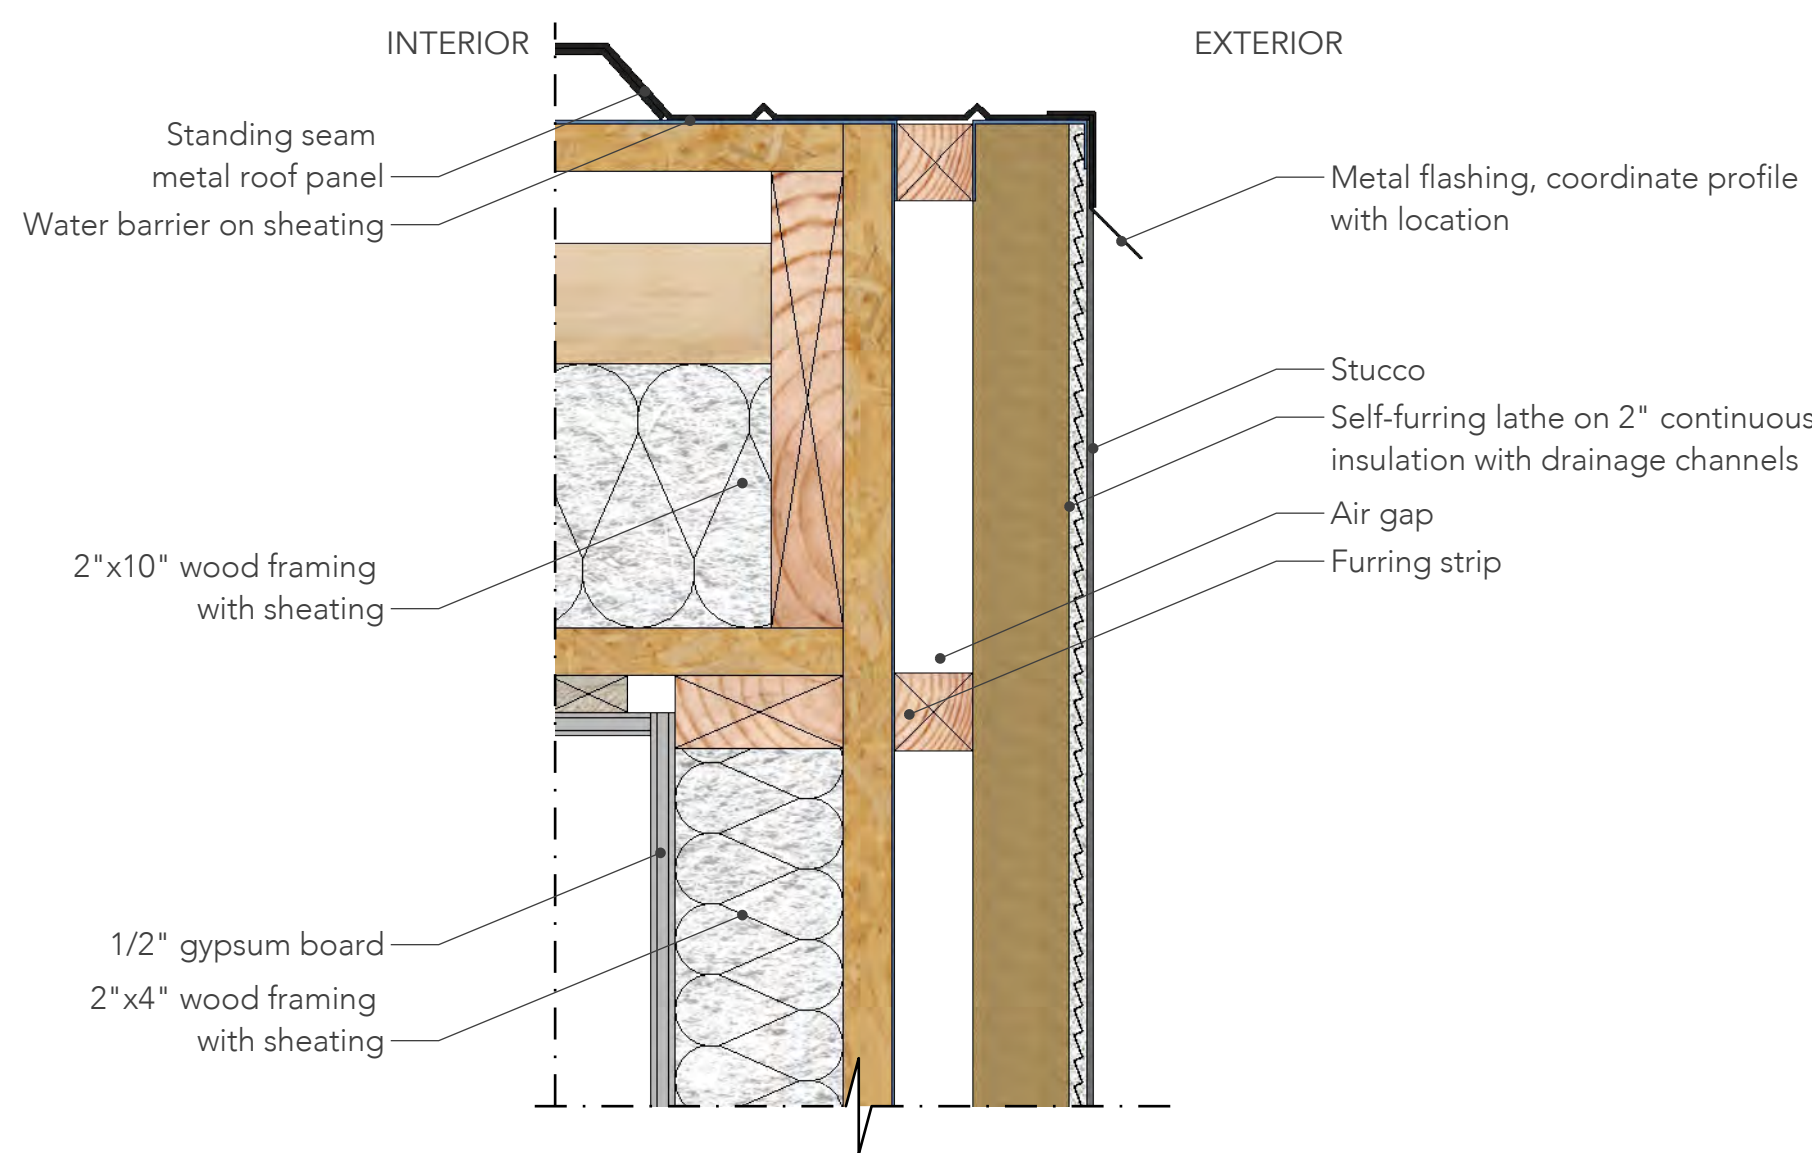 INTERIOR
EXTERIOR
Standing seam
metal roof panel
Water barrier on sheating
2"x10" wood framing
with sheating
1/2" gypsum board
2"x4" wood framing
with sheating
Metal flashing, coordinate profile
with location
Stucco
Self-furring lathe on 2" continuous
insulation with drainage channels
Air gap
Furring strip